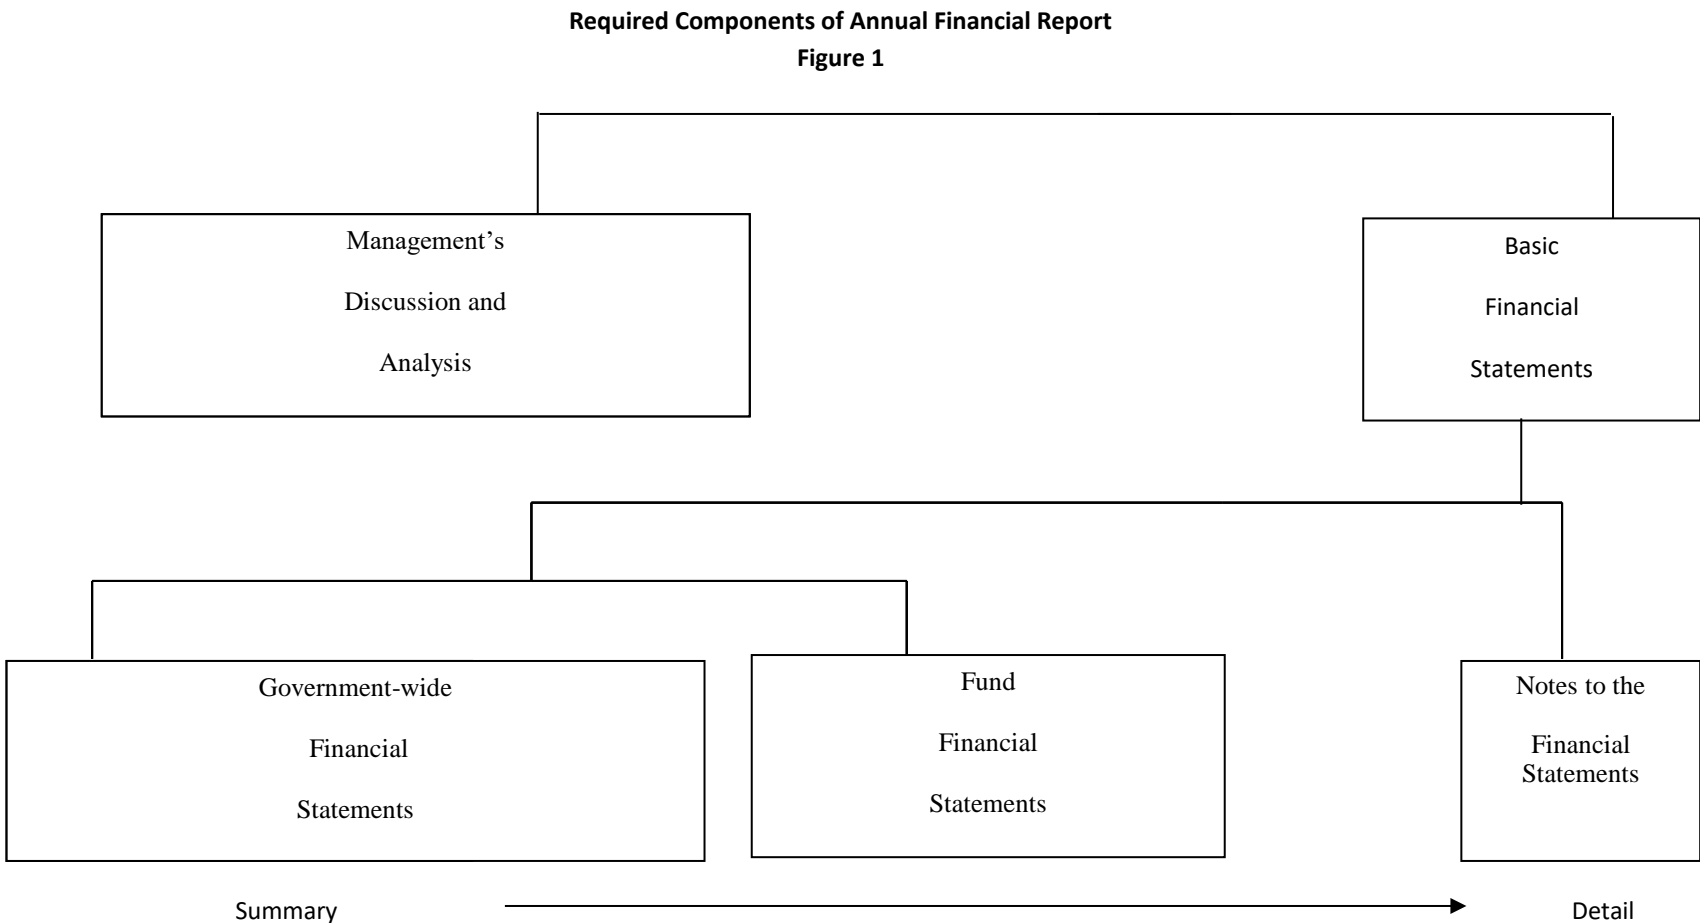 Required Components of Annual Financial Report
Figure 1
Management’s
Discussion and
Analysis
Basic
Financial
Statements
Government-wide
Financial
Statements
Fund
Financial
Statements
Notes to the
Financial
Statements
Summary
Detail